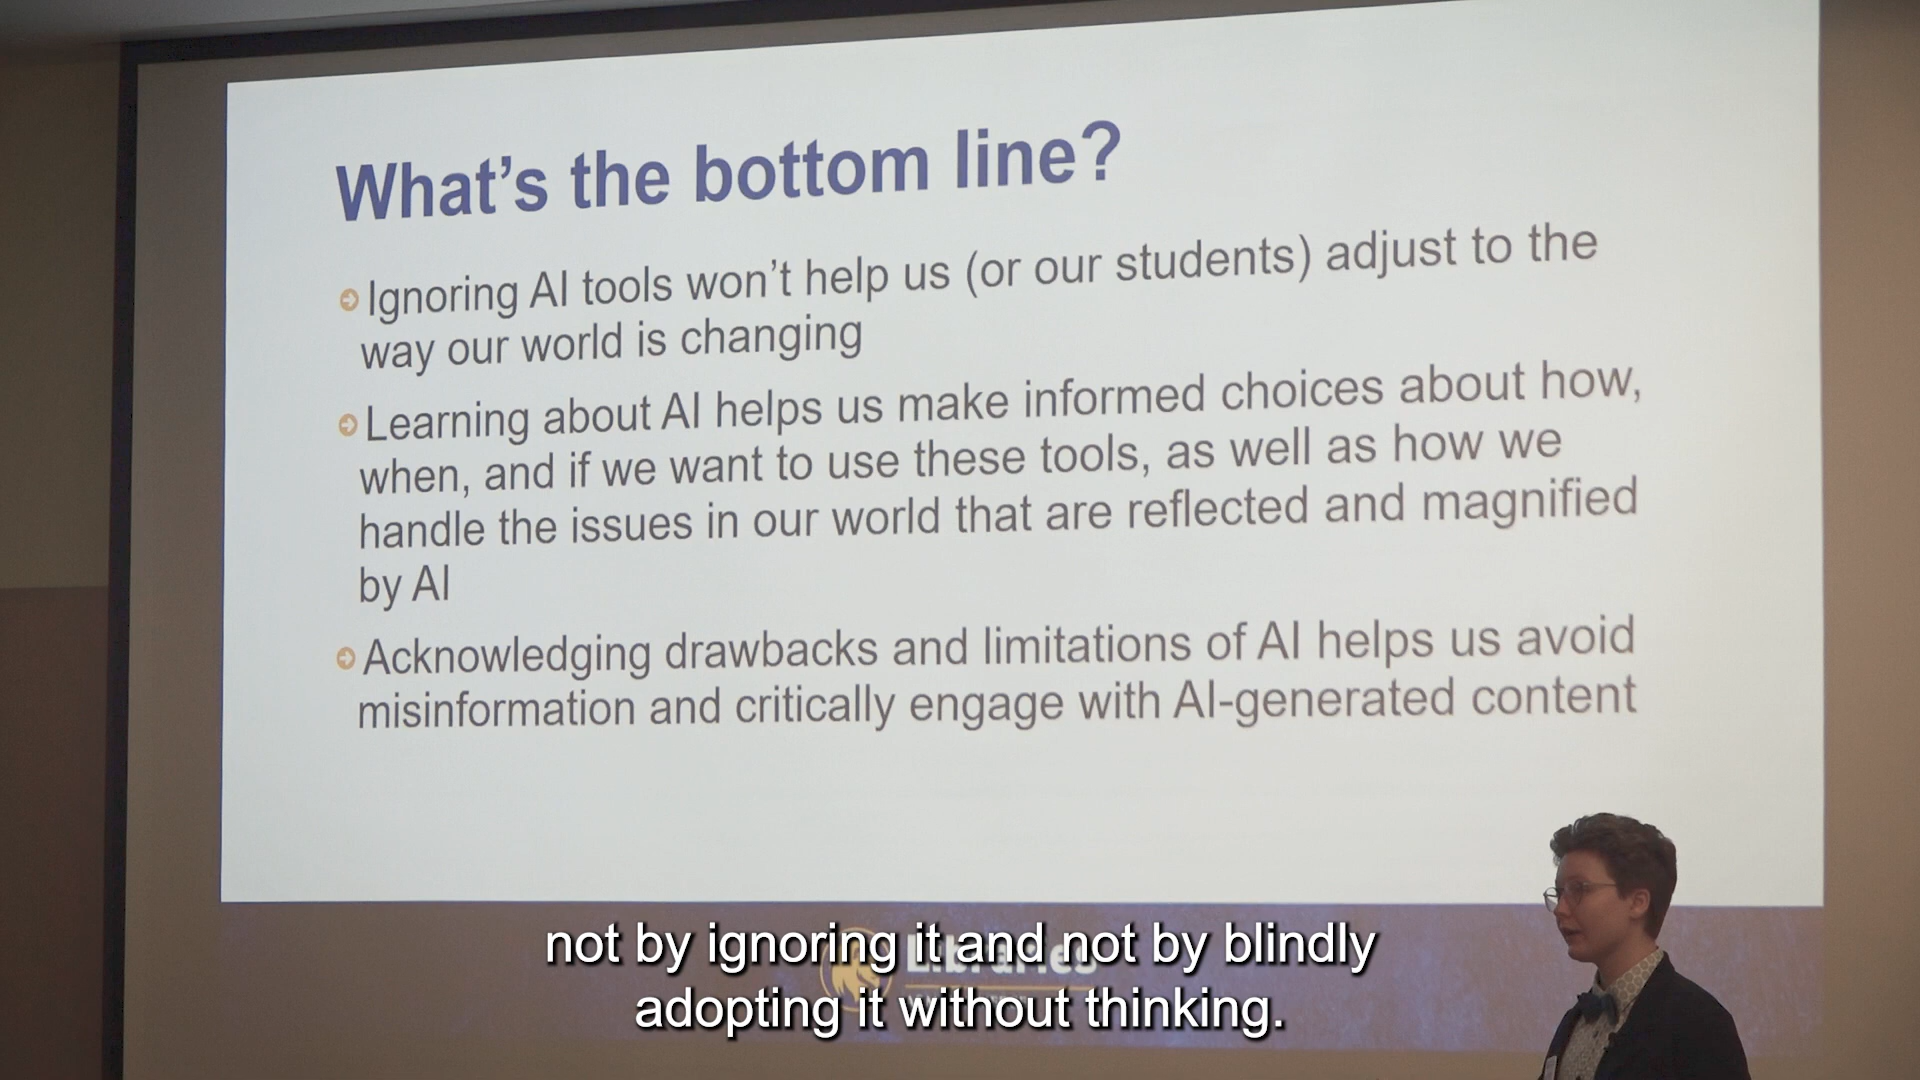 What's the bottom line?
Ignoring AI tools won't help us (or our students) adjust to the
way our world is changing
Learning about AI helps us make informed choices about how,
when, and if we want to use these tools, as well as how we
handle the issues in our world that are reflected and magnified
by AI
Acknowledging drawbacks and limitations of AI helps us avoid
misinformation and critically engage with AI-generated content
Libraries
not by ignoring it and not by blindly
adopting it without thinking.